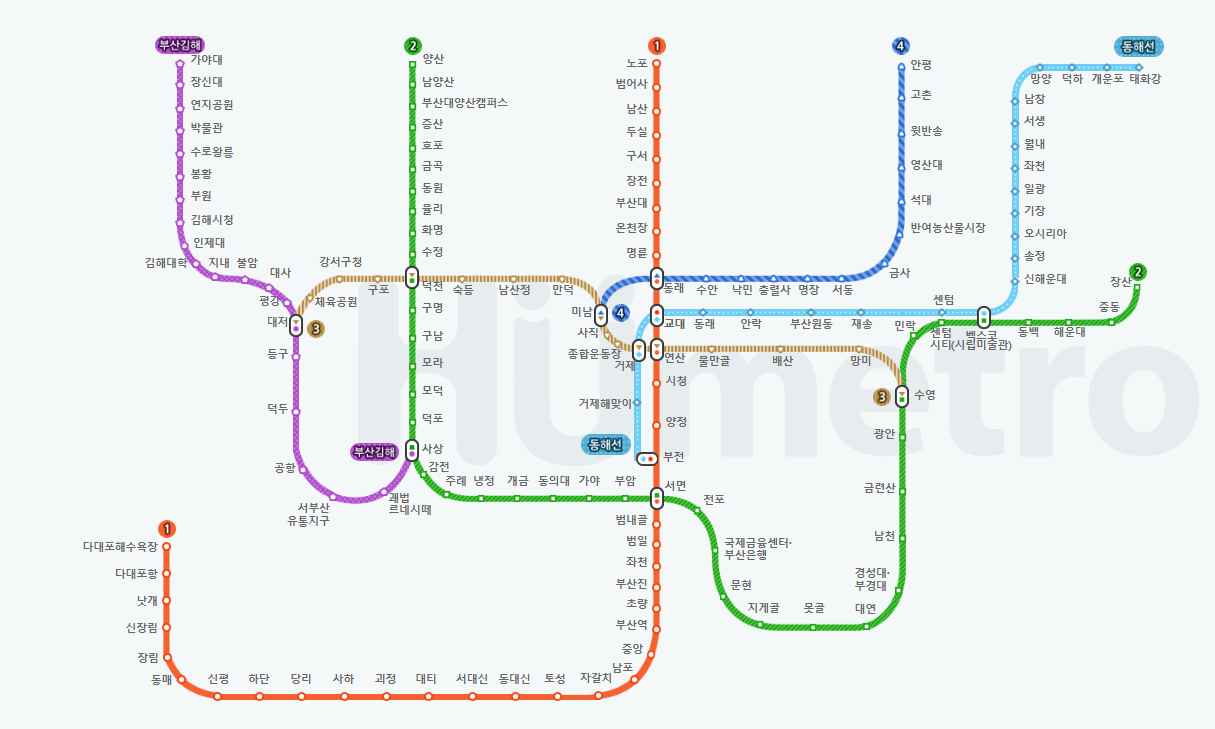 부산김해
가야대
장신대
연지공원
박물관
수로왕릉
봉황
부원
김해시청
인제대
김해대학
지내
불암
대사
평강
대저
등구
덕두
공항
서부산
유통지구
괘법
르네시떼
부산김해
2
양산
남양산
부산대양산캠퍼스
증산
호포
금곡
동원
율리
화명
수정
덕천
구명
구남
모라
모덕
덕포
사상
감전
주례
냉정
개금
동의대
가야
부암
서면
전포
국제금융센터·
부산은행
문현
지게골
못골
대연
경성대·
부경대
남천
금련산
광안
수영
민락
센텀
시티(시립미술관)
벡스코
동백
해운대
중동
장산
2
3
체육공원
강서구청
구포
숙등
남산정
만덕
미남
사직
종합운동장
거제
연산
물만골
배산
망미
3
1
노포
범어사
남산
두실
구서
장전
부산대
온천장
명륜
동래
교대
시청
양정
부전
범내골
범일
좌천
부산진
초량
부산역
중앙
남포
자갈치
토성
동대신
서대신
대티
괴정
사하
당리
하단
신평
동매
장림
신장림
낫개
다대포항
다대포해수욕장
1
4
안평
고촌
윗반송
영산대
석대
반여농산물시장
금사
서동
명장
충렬사
낙민
수안
4
동해선
태화강
개운포
덕하
망양
남창
서생
월내
좌천
일광
기장
오시리아
송정
신해운대
센텀
재송
부산원동
안락
동래
거제해맞이
동해선
Hümetro